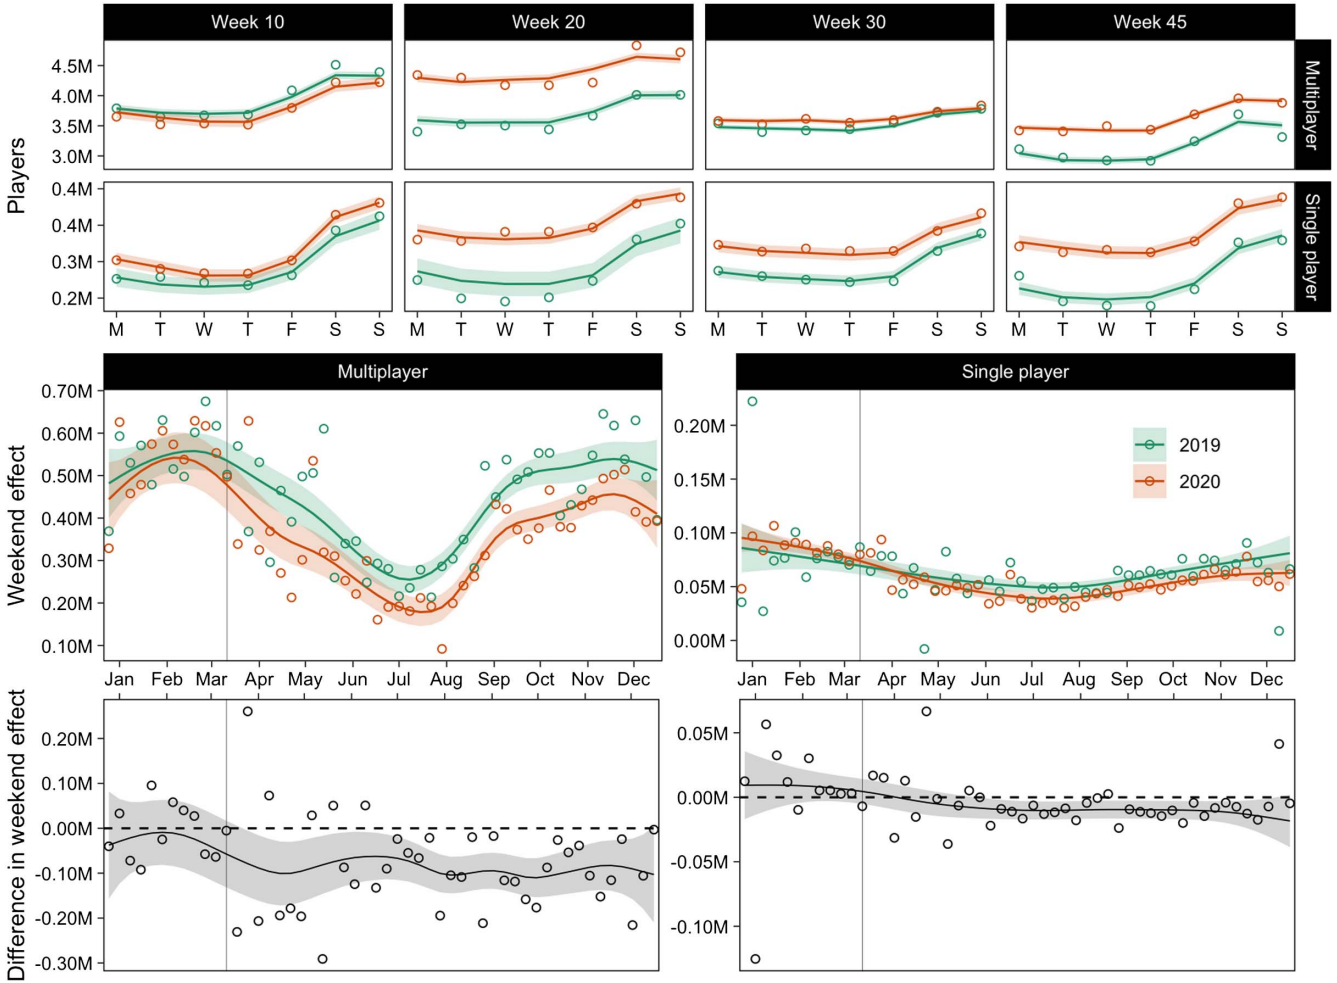 Week 10 Week 20 Week 30 Week 45
Players
4.5M
4.0M
3.5M
3.0M
Multiplayer
0.4M
0.4M
0.3M
0.2M
Single player
M T W T F S S M T W T F S S M T W T F S S M T W T F S S
Multiplayer Single player
Weekend effect
0.70M
0.60M
0.50M
0.40M
0.30M
0.20M
0.10M
0.20M
0.15M
0.10M
0.05M
0.00M
2019
2020
Jan Feb Mar Apr May Jun Jul Aug Sep Oct Nov Dec
Jan Feb Mar Apr May Jun Jul Aug Sep Oct Nov Dec
Difference in weekend effect
0.20M
0.10M
0.00M
-0.10M
-0.20M
-0.30M
0.05M
0.00M
-0.05M
-0.10M